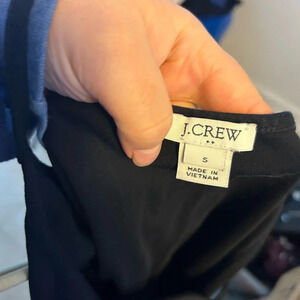 J.CREW
**
S
MADE IN
VIETNAM